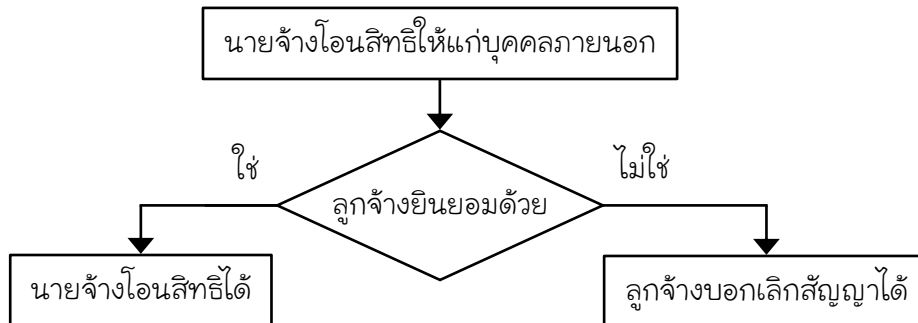 นายจ้างโอนสิทธิให้แก่บุคคลภายนอก
ใช่
ไม่ใช่
ลูกจ้างยินยอมด้วย
นายจ้างโอนสิทธิได้
ลูกจ้างบอกเลิกสัญญาได้